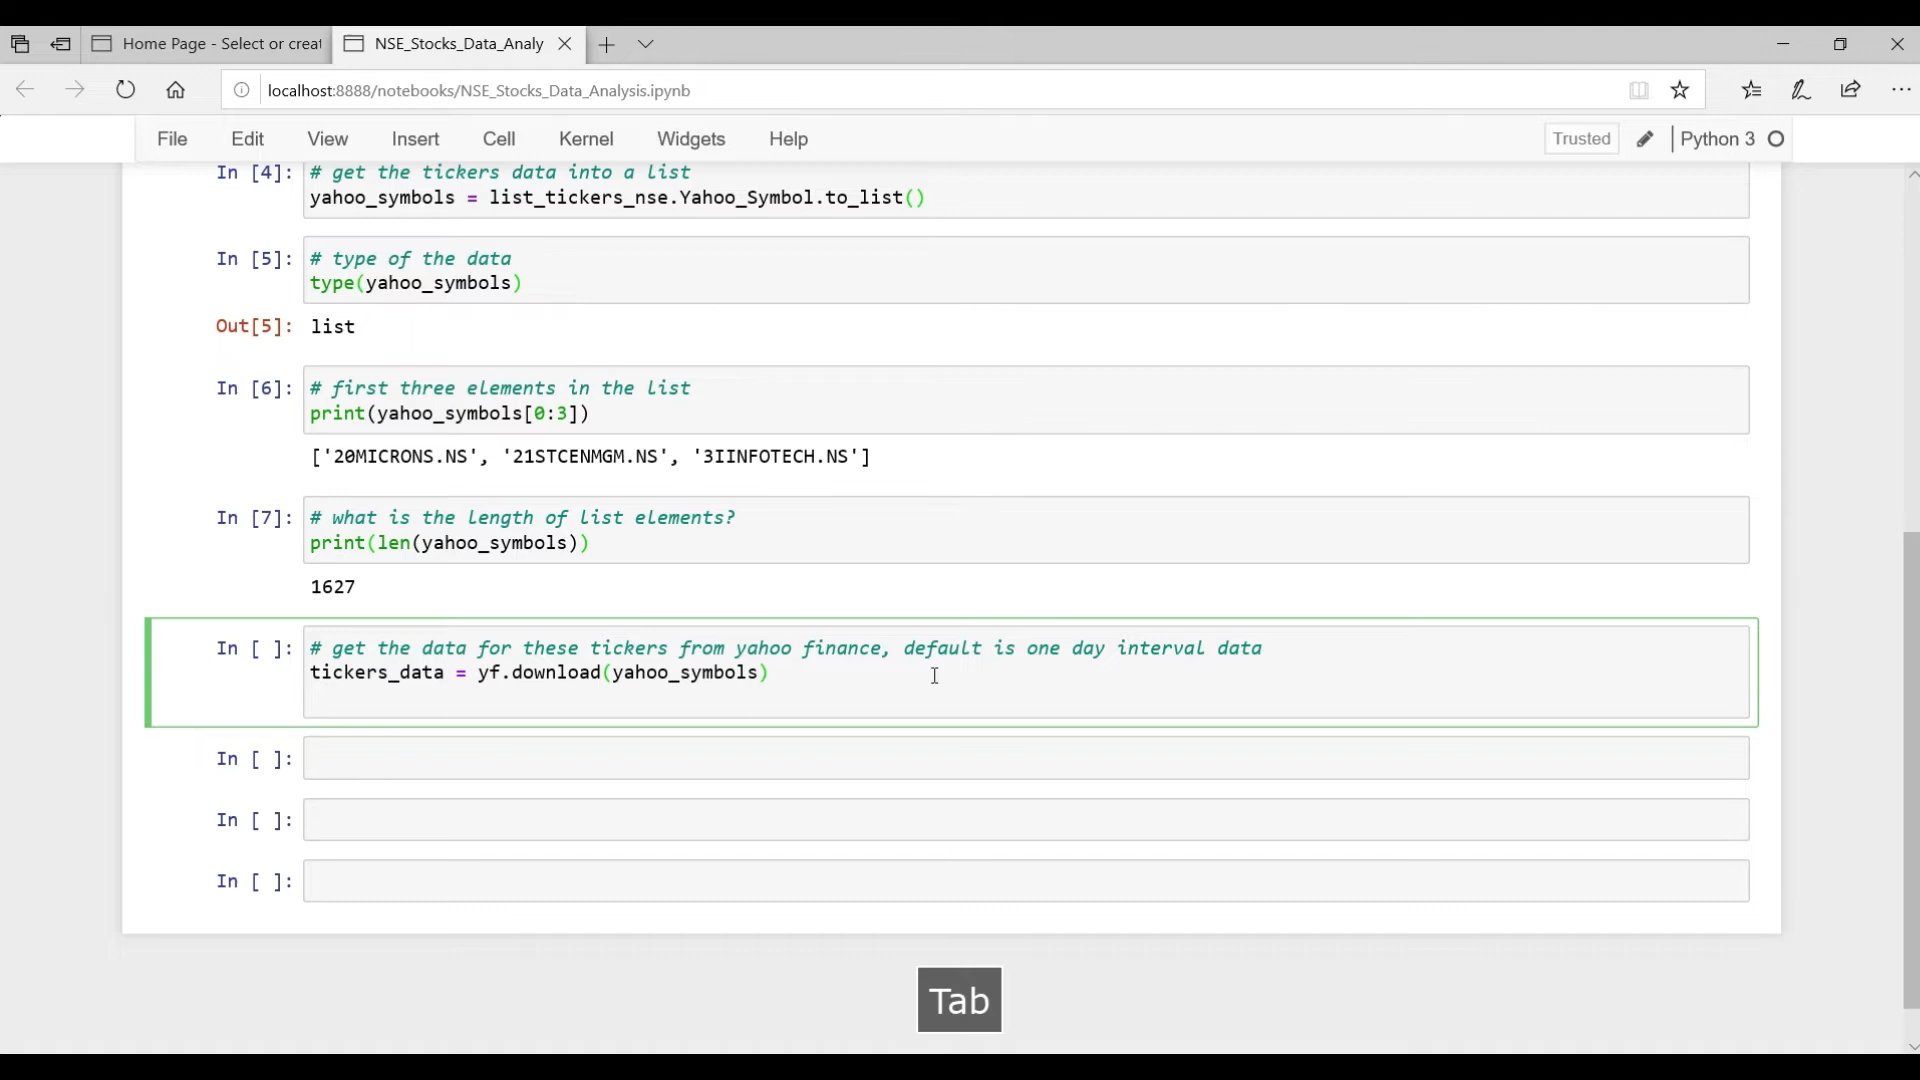 Home Page - Select or creat
NSE_Stocks_Data_Analy
localhost:8888/notebooks/NSE_Stocks_Data_Analysis.ipynb
File Edit View Insert Cell Kernel Widgets Help Trusted Python 3
In [4]: # get the tickers data into a list
yahoo_symbols = list_tickers_nse.Yahoo_Symbol.to_list()
In [5]: # type of the data
type(yahoo_symbols)
Out[5]: list
In [6]: # first three elements in the list
print(yahoo_symbols[0:3])
['20MICRONS.NS', '21STCENMGM.NS', '3IINFOTECH.NS']
In [7]: # what is the length of list elements?
print(len(yahoo_symbols))
1627
In [ ]: # get the data for these tickers from yahoo finance, default is one day interval data
tickers_data = yf.download(yahoo_symbols)
In [ ]:
In [ ]:
In [ ]:
Tab